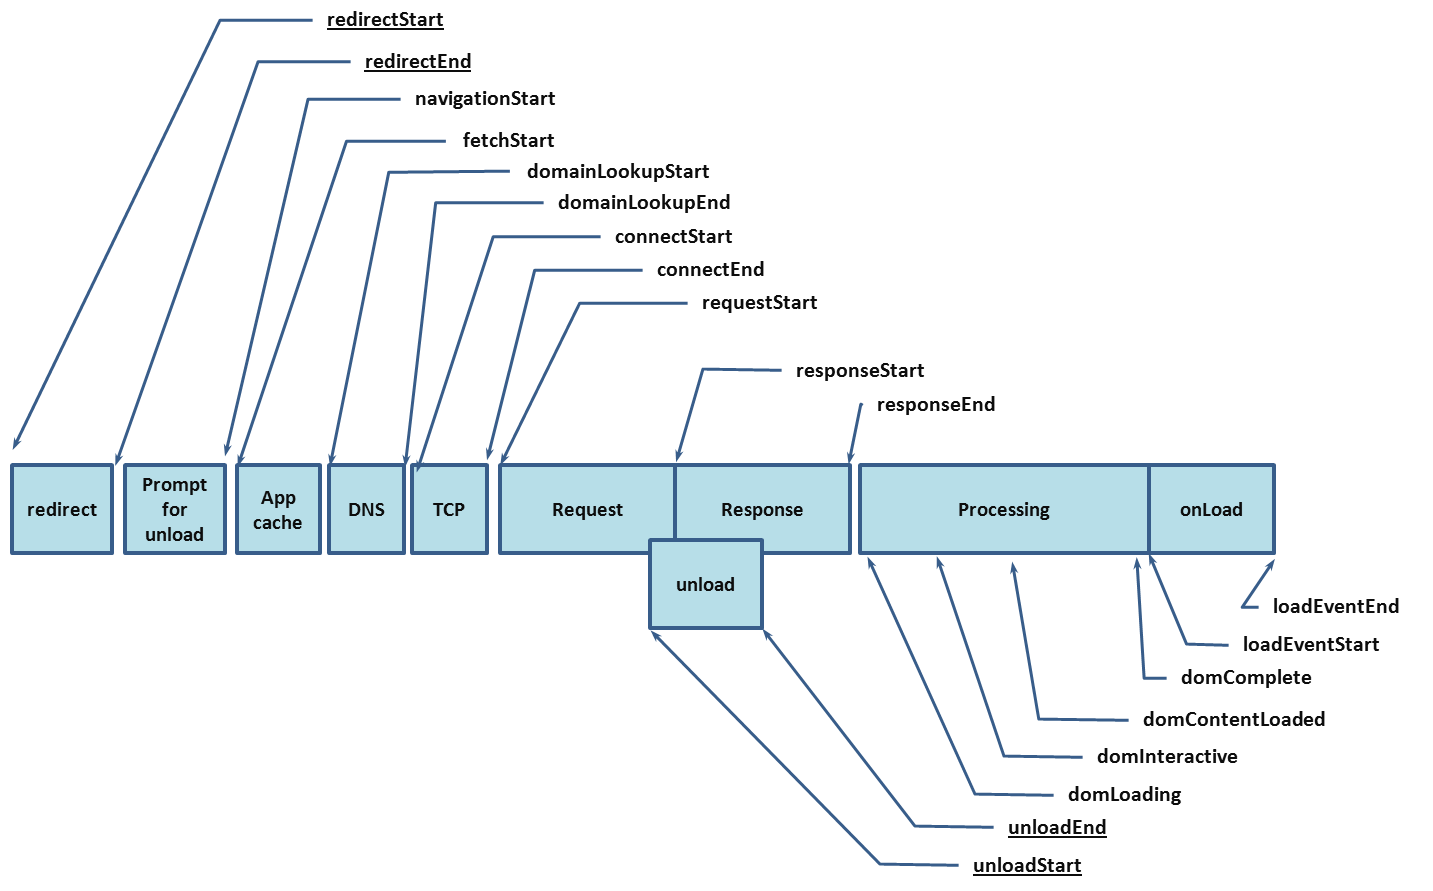 redirectStart
redirectEnd
navigationStart
fetchStart
domainLookupStart
domainLookupEnd
connectStart
connectEnd
requestStart
responseStart
responseEnd
redirect
Prompt
for
unload
App
cache
DNS
TCP
Request
Response
Processing
onLoad
unload
loadEventEnd
loadEventStart
domComplete
domContentLoaded
domInteractive
domLoading
unloadEnd
unloadStart